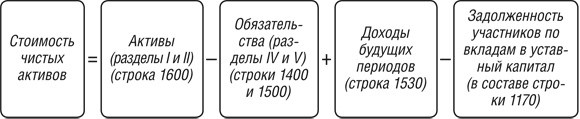 Стоимость
чистых
активов
=
Активы
(разделы I и II)
(строка 1600)
–
Обязатель-
ства (раз-
делы IV и V)
(строки 1400
и 1500)
+
Доходы
будущих
периодов
(строка 1530)
–
Задолженность
участников по
вкладам в устав-
ный капитал
(в составе стро-
ки 1170)